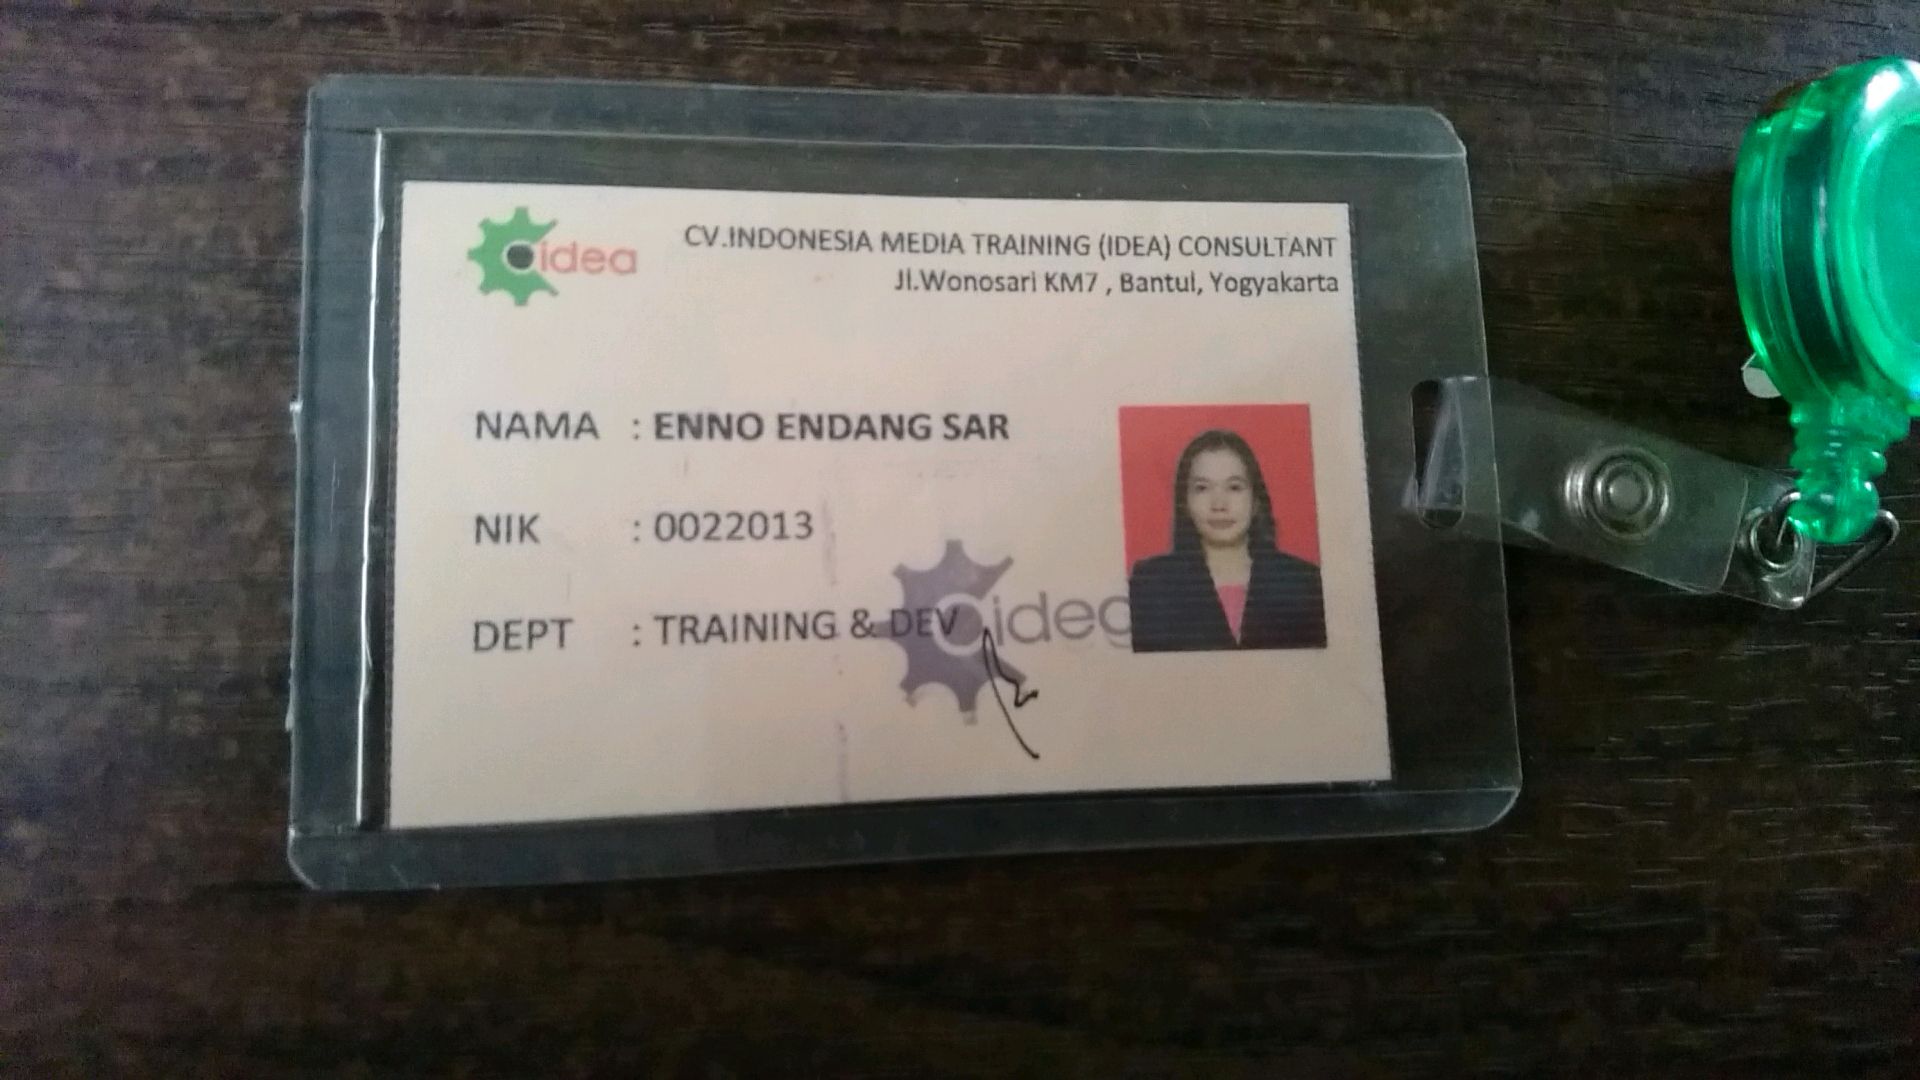 idea
CV.INDONESIA MEDIA TRAINING (IDEA) CONSULTANT
Jl.Wonosari KM7 , Bantul, Yogyakarta
NAMA : ENNO ENDANG SAR
NIK : 0022013
DEPT : TRAINING & DEV
idea